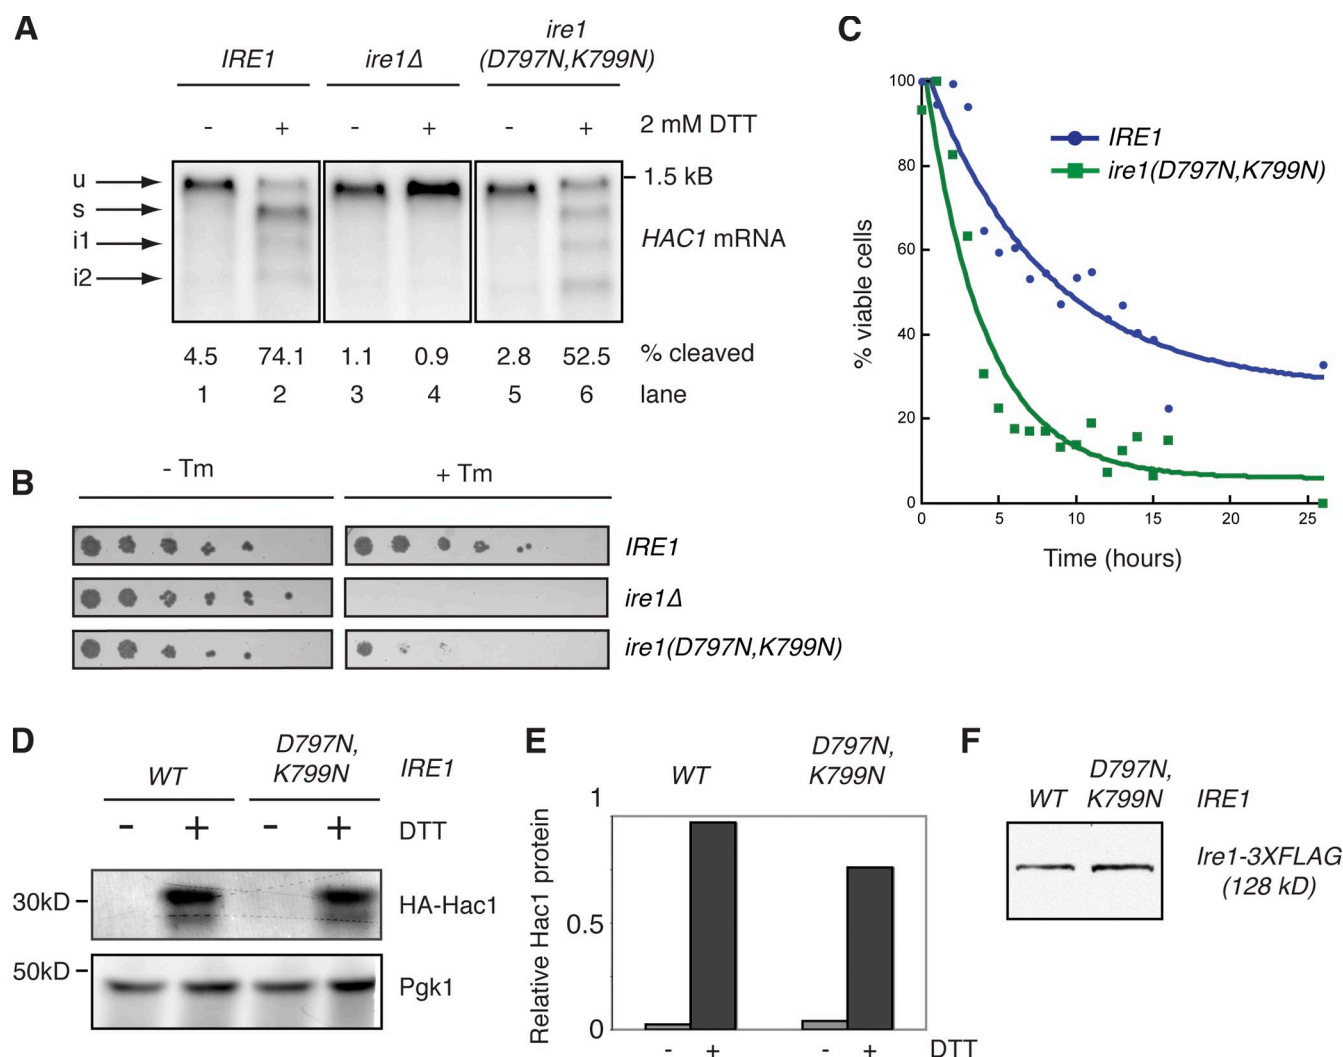 A
IRE1
ire1Δ
ire1
(D797N,K799N)
- + - + - + 2 mM DTT
u
s
i1
i2
1.5 kB
HAC1 mRNA
4.5 74.1 1.1 0.9 2.8 52.5 % cleaved
1 2 3 4 5 6 lane
B
- Tm
+ Tm
IRE1
ire1Δ
ire1(D797N,K799N)
C
% viable cells
100
80
60
40
20
0
0 5 10 15 20 25
Time (hours)
IRE1
ire1(D797N,K799N)
D
WT
D797N,
K799N
IRE1
- + - + DTT
30kD
HA-Hac1
50kD
Pgk1
E
WT
D797N,
K799N
Relative Hac1 protein
1
0.5
0
- + - + DTT
F
WT
D797N,
K799N
IRE1
Ire1-3XFLAG
(128 kD)